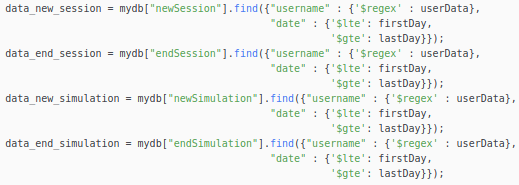 data_new_session = mydb["newSession"].find({"username" : {'$regex' : userData},
"date" : {'$lte': firstDay,
'$gte': lastDay}});
data_end_session = mydb["endSession"].find({"username" : {'$regex' : userData},
"date" : {'$lte': firstDay,
'$gte': lastDay}});
data_new_simulation = mydb["newSimulation"].find({"username" : {'$regex' : userData},
"date" : {'$lte': firstDay,
'$gte': lastDay}});
data_end_simulation = mydb["endSimulation"].find({"username" : {'$regex' : userData},
"date" : {'$lte': firstDay,
'$gte': lastDay}});